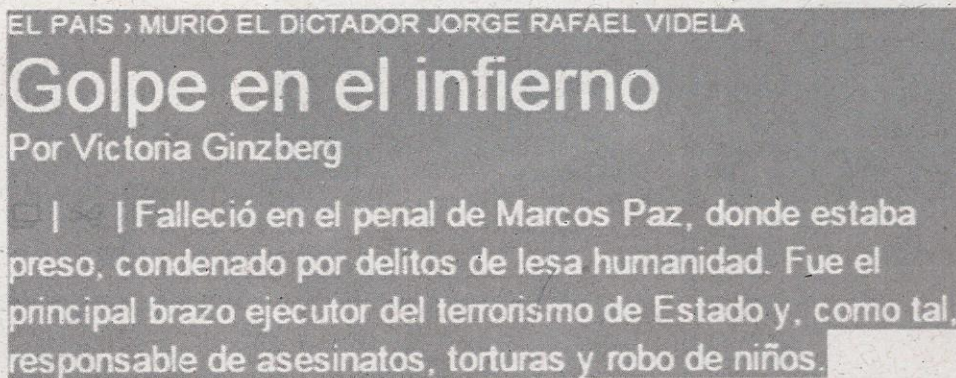 EL PAIS › MURIÓ EL DICTADOR JORGE RAFAEL VIDELA
Golpe en el infierno
Por Victoria Ginzberg
| | Falleció en el penal de Marcos Paz, donde estaba
preso, condenado por delitos de lesa humanidad. Fue el
principal brazo ejecutor del terrorismo de Estado y, como tal,
responsable de asesinatos, torturas y robo de niños.